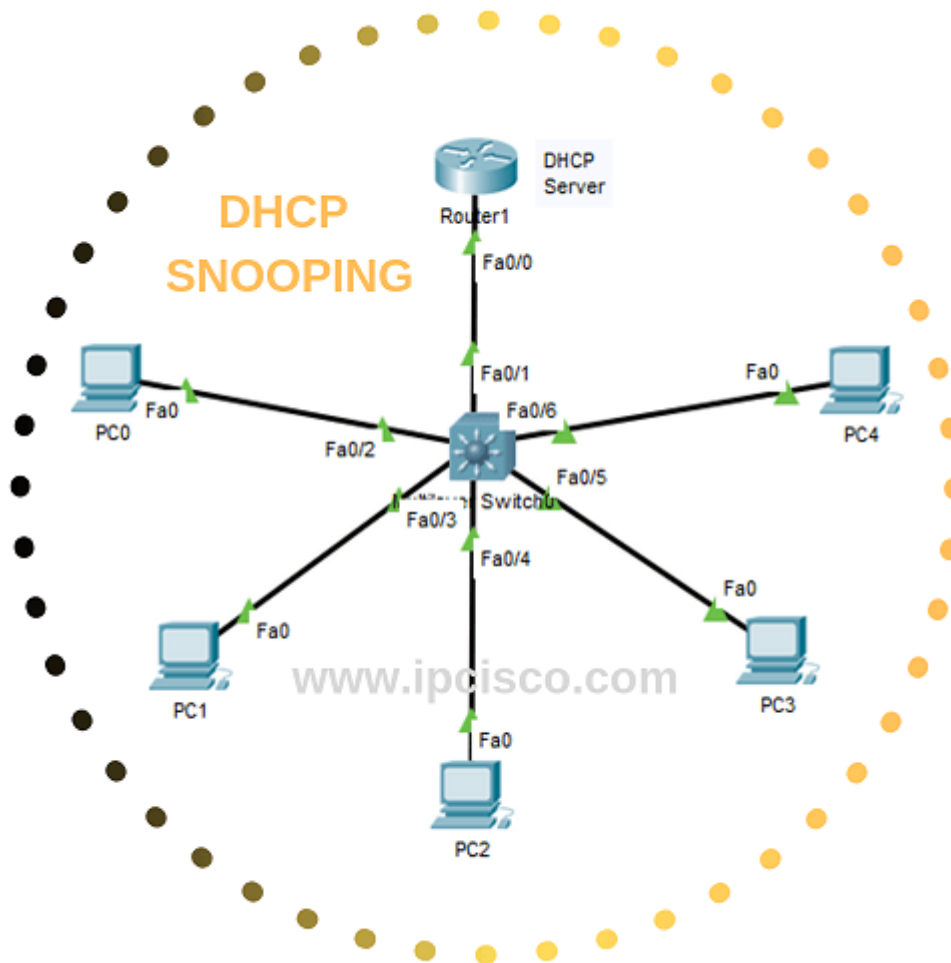 DHCP
Server
DHCP
SNOOPING
Router1
Fa0/0
Fa0/1
Fa0
PC0
Fa0/2
Fa0/6
Fa0
PC4
Fa0/5
Switch0
Fa0/3
Fa0/4
Fa0
PC1
Fa0
PC3
www.ipcisco.com
Fa0
PC2